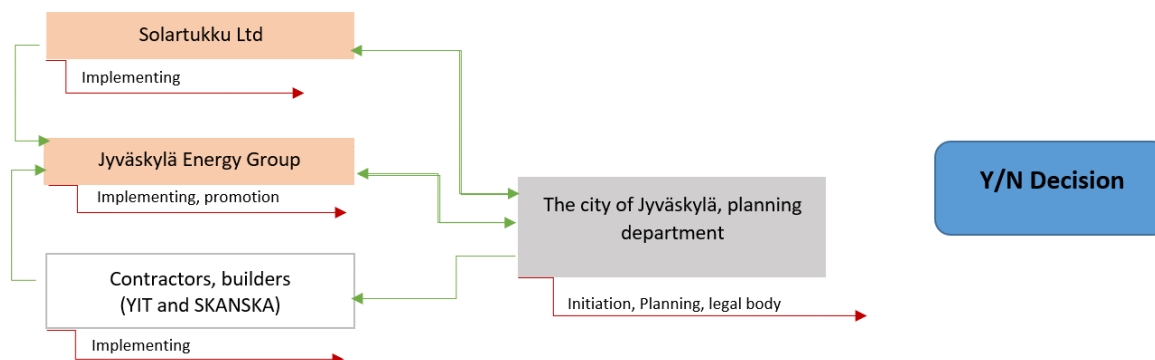 Solartukku Ltd
Implementing
Jyväskylä Energy Group
Implementing, promotion
Contractors, builders
(YIT and SKANSKA)
Implementing
The city of Jyväskylä, planning
department
Initiation, Planning, legal body
Y/N Decision